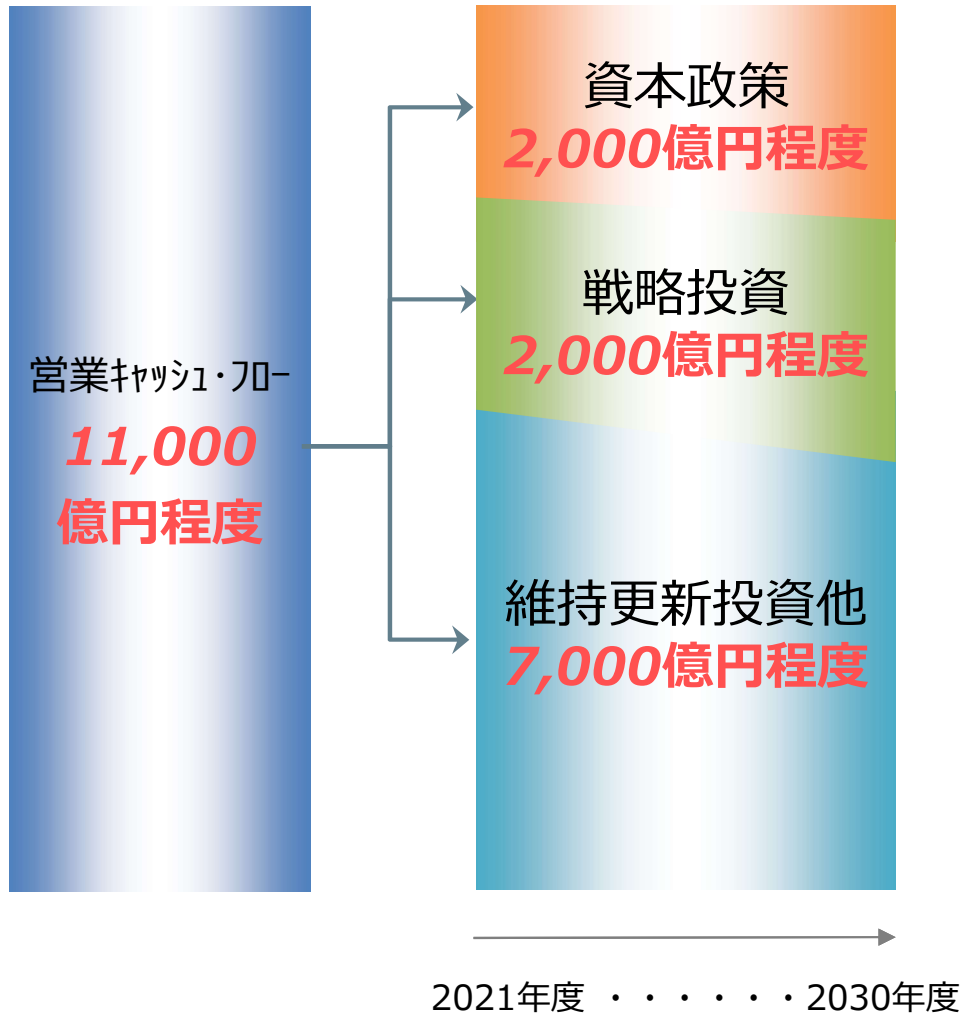 営業ｷｬｯｼｭ・ﾌﾛｰ
11,000
億円程度
資本政策
2,000億円程度
戦略投資
2,000億円程度
維持更新投資他
7,000億円程度
2021年度 ・・・・・・2030年度